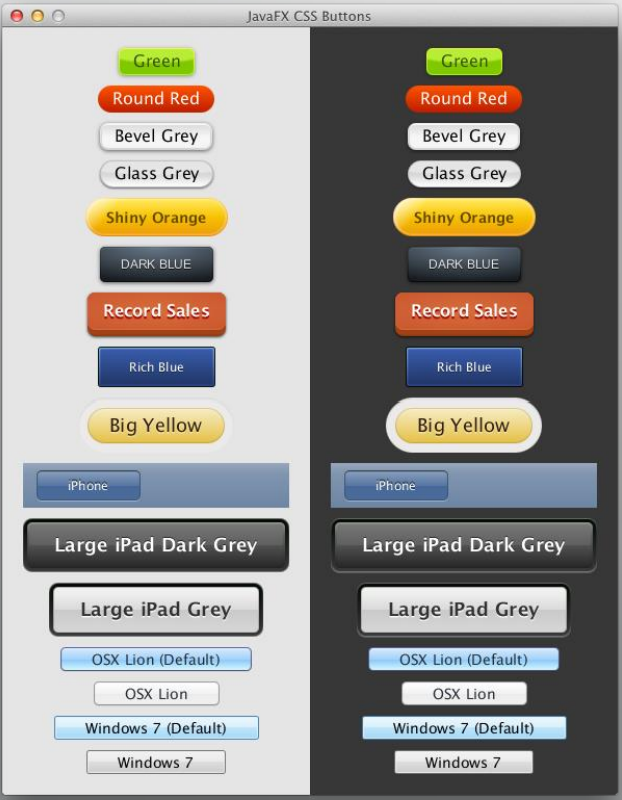 JavaFX CSS Buttons
Green
Round Red
Bevel Grey
Glass Grey
Shiny Orange
DARK BLUE
Record Sales
Rich Blue
Big Yellow
iPhone
Large iPad Dark Grey
Large iPad Grey
OSX Lion (Default)
OSX Lion
Windows 7 (Default)
Windows 7
Green
Round Red
Bevel Grey
Glass Grey
Shiny Orange
DARK BLUE
Record Sales
Rich Blue
Big Yellow
iPhone
Large iPad Dark Grey
Large iPad Grey
OSX Lion (Default)
OSX Lion
Windows 7 (Default)
Windows 7